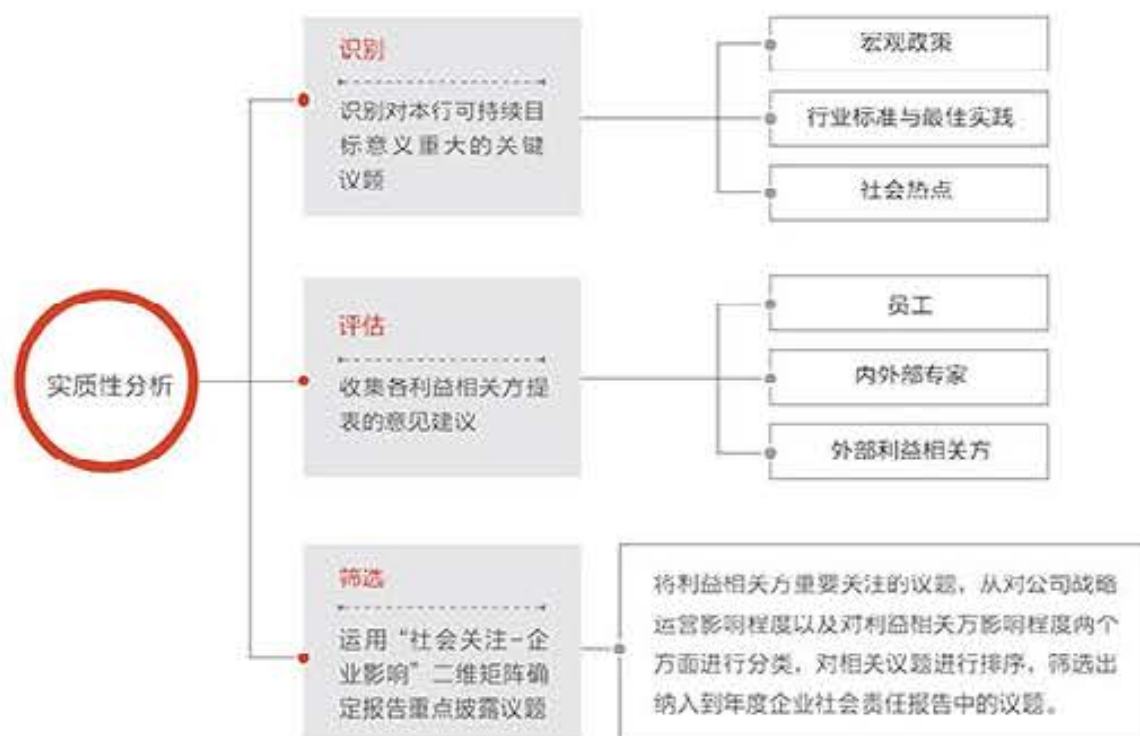 实质性分析
识别
识别对本行可持续目
标意义重大的关键
议题
宏观政策
行业标准与最佳实践
社会热点
评估
收集各利益相关方提
表的意见建议
员工
内外部专家
外部利益相关方
筛选
运用“社会关注-企
业影响”二维矩阵确
定报告重点披露议题
将利益相关方重要关注的议题，从对公司战略
运营影响程度以及对利益相关方影响程度两个
方面进行分类，对相关议题进行排序，筛选出
纳入到年度企业社会责任报告中的议题。